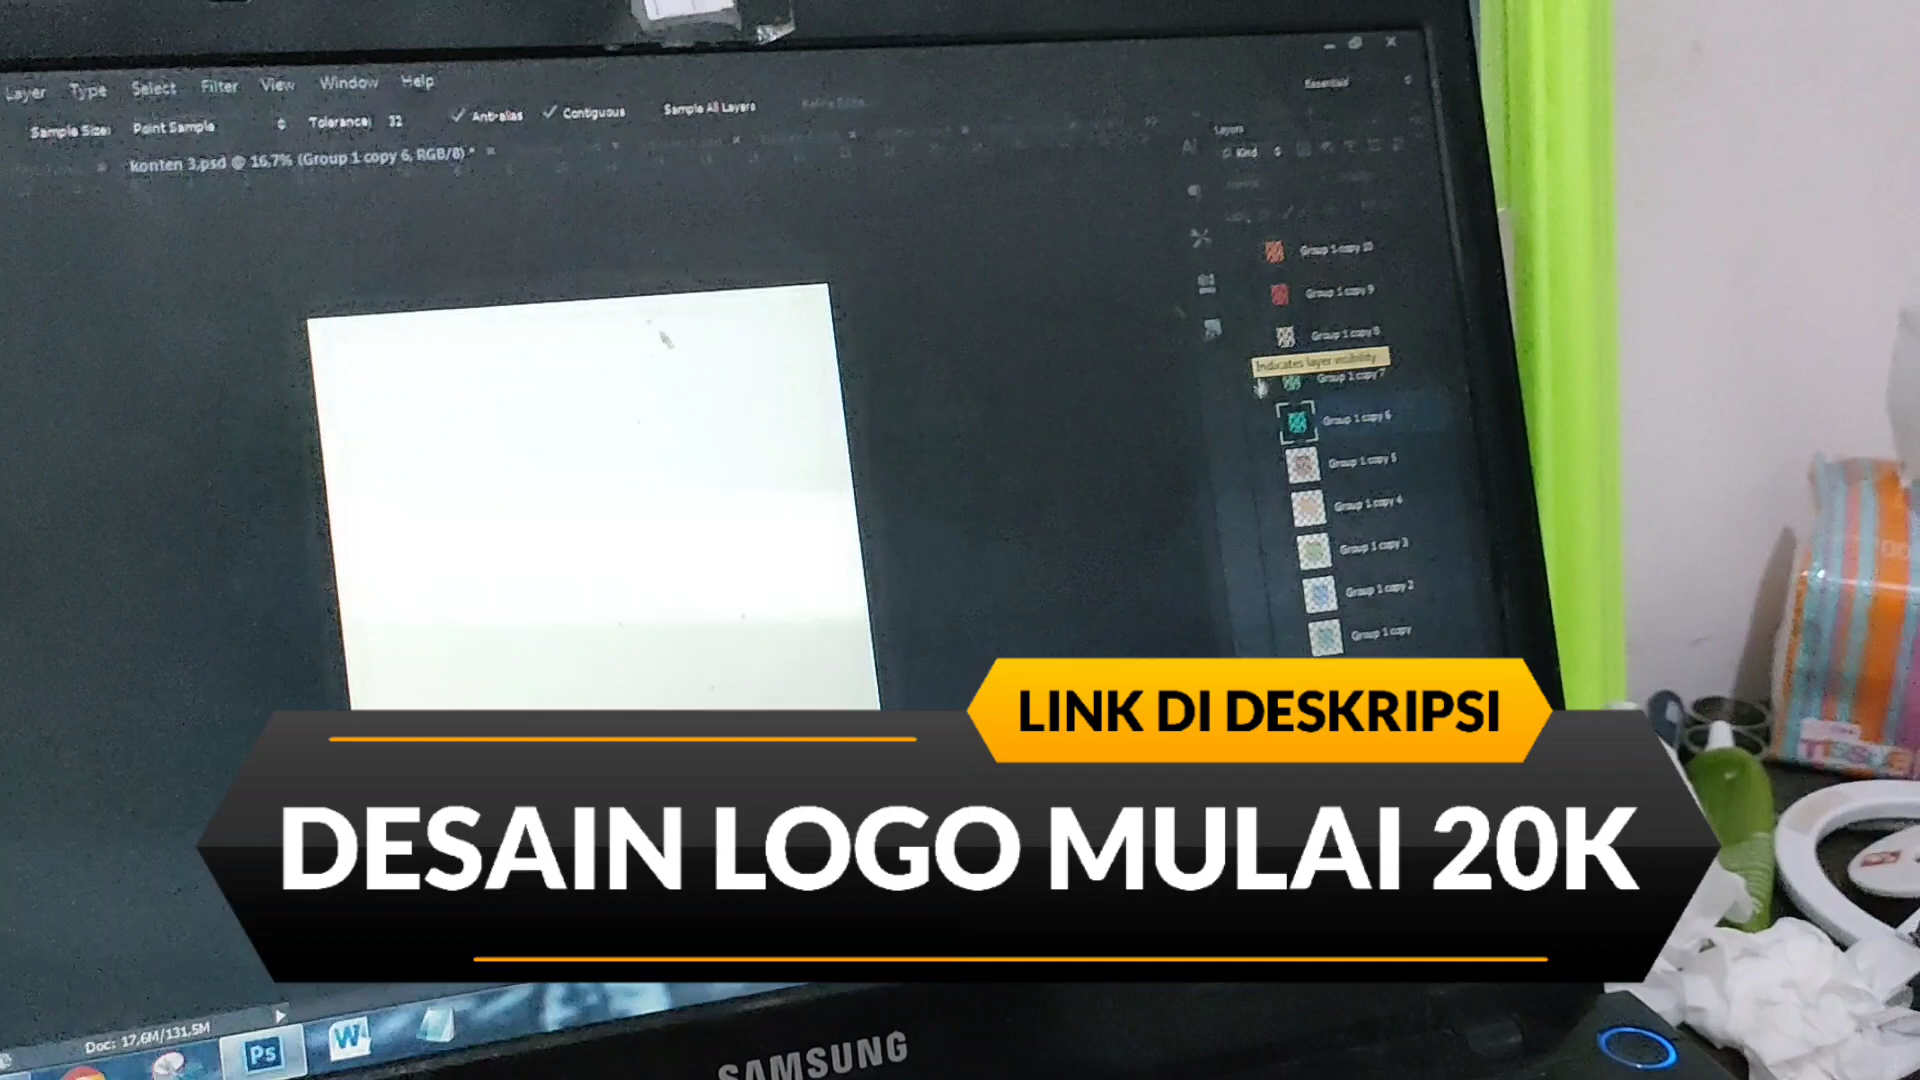 Layer Type Select Filter View Window Help
Essentials
Sample Size: Point Sample Tolerance: 32 Anti-alias Contiguous Sample All Layers
konten 3.psd @ 16,7% (Group 1 copy 6, RGB/8) *
Layers
Kind
Group 1 copy 10
Group 1 copy 9
Group 1 copy 8
Indicates layer visibility
Group 1 copy 7
Group 1 copy 6
Group 1 copy 5
Group 1 copy 4
Group 1 copy 3
Group 1 copy 2
Group 1 copy
LINK DI DESKRIPSI
DESAIN LOGO MULAI 20K
Doc: 17,6M/131,5M
Ps
W
SAMSUNG